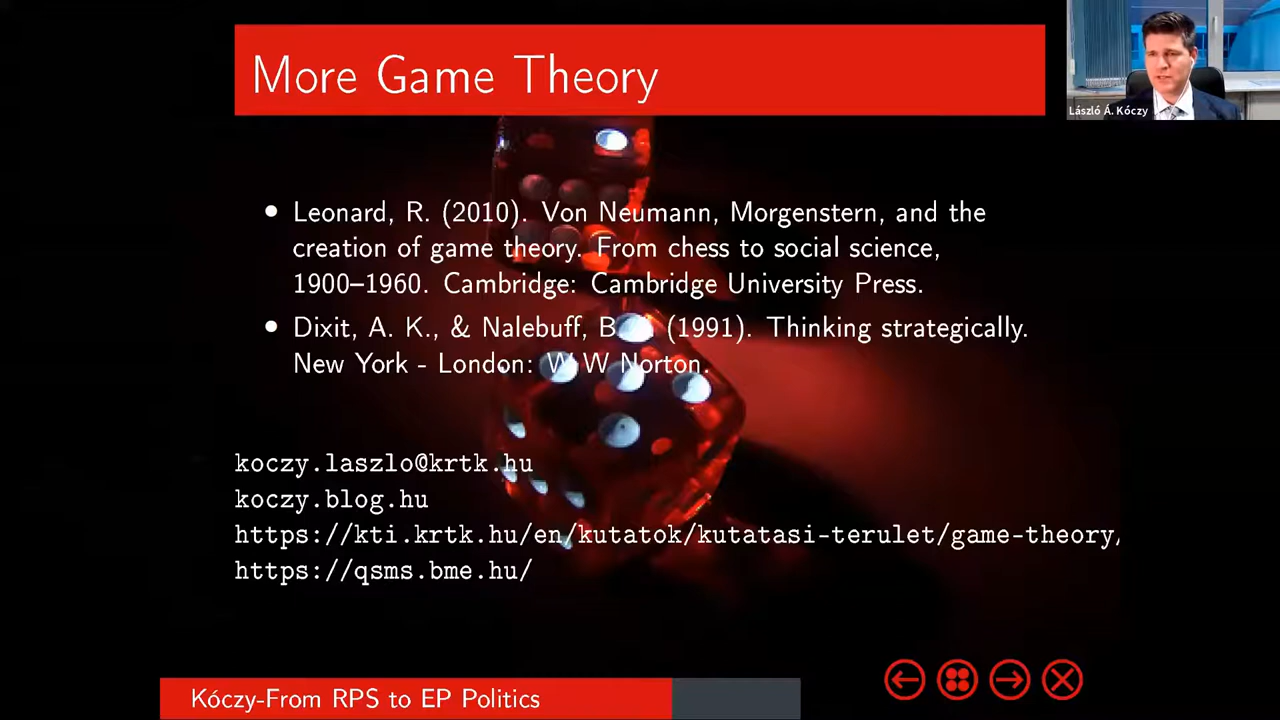 More Game Theory
László Á. Kóczy
• Leonard, R. (2010). Von Neumann, Morgenstern, and the
creation of game theory. From chess to social science,
1900–1960. Cambridge: Cambridge University Press.
• Dixit, A. K., & Nalebuff, (1991). Thinking strategically.
New York - London: W W Norton.
koczy.laszlo@krtk.hu
koczy.blog.hu
https://kti.krtk.hu/en/kutatok/kutatasi-terulet/game-theory,
https://qsms.bme.hu/
Kóczy-From RPS to EP Politics